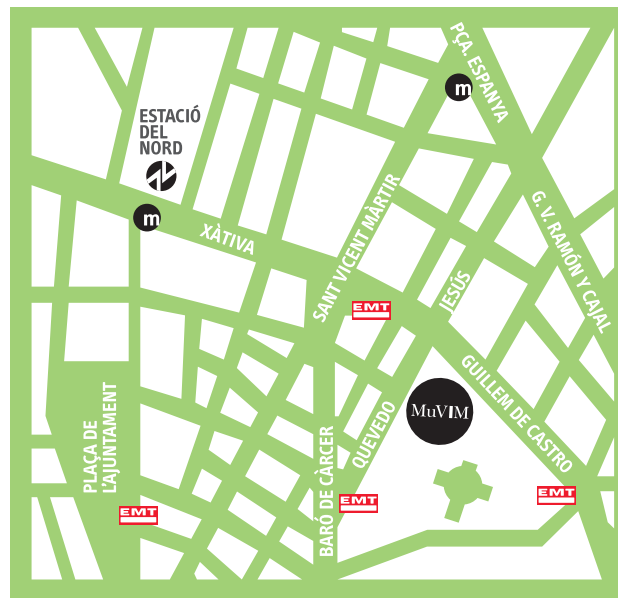 PÇA. ESPANYA
m
ESTACIÓ
DEL
NORD
m
XÀTIVA
SANT VICENT MÀRTIR
G. V. RAMÓN Y CAJAL
JESÚS
EMT
GUILLEM DE CASTRO
MuVIM
QUEVEDO
PLAÇA DE
L'AJUNTAMENT
BARÓ DE CÀRCER
EMT
EMT
EMT